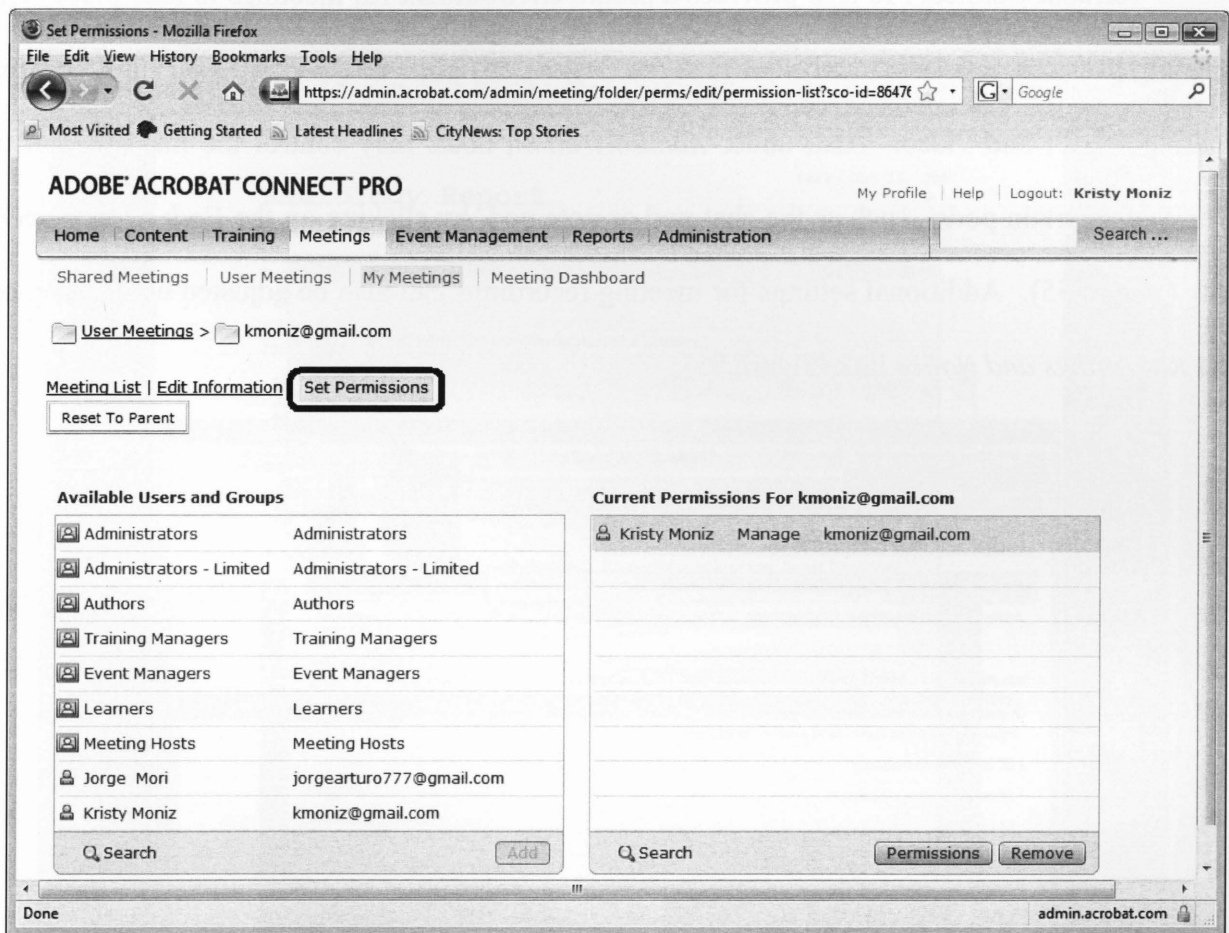 Set Permissions - Mozilla Firefox
File Edit View History Bookmarks Tools Help
https://admin.acrobat.com/admin/meeting/folder/perms/edit/permission-list?sco-id=86476
G Google
Most Visited Getting Started Latest Headlines CityNews: Top Stories
ADOBE® ACROBAT® CONNECT™ PRO
My Profile | Help | Logout: Kristy Moniz
Home Content Training Meetings Event Management Reports Administration Search ...
Shared Meetings | User Meetings | My Meetings | Meeting Dashboard
User Meetings > kmoniz@gmail.com
Meeting List | Edit Information Set Permissions
Reset To Parent
Available Users and Groups
Administrators Administrators
Administrators - Limited Administrators - Limited
Authors Authors
Training Managers Training Managers
Event Managers Event Managers
Learners Learners
Meeting Hosts Meeting Hosts
Jorge Mori jorgearturo777@gmail.com
Kristy Moniz kmoniz@gmail.com
Search Add
Current Permissions For kmoniz@gmail.com
Kristy Moniz Manage kmoniz@gmail.com
Search Permissions Remove
Done admin.acrobat.com